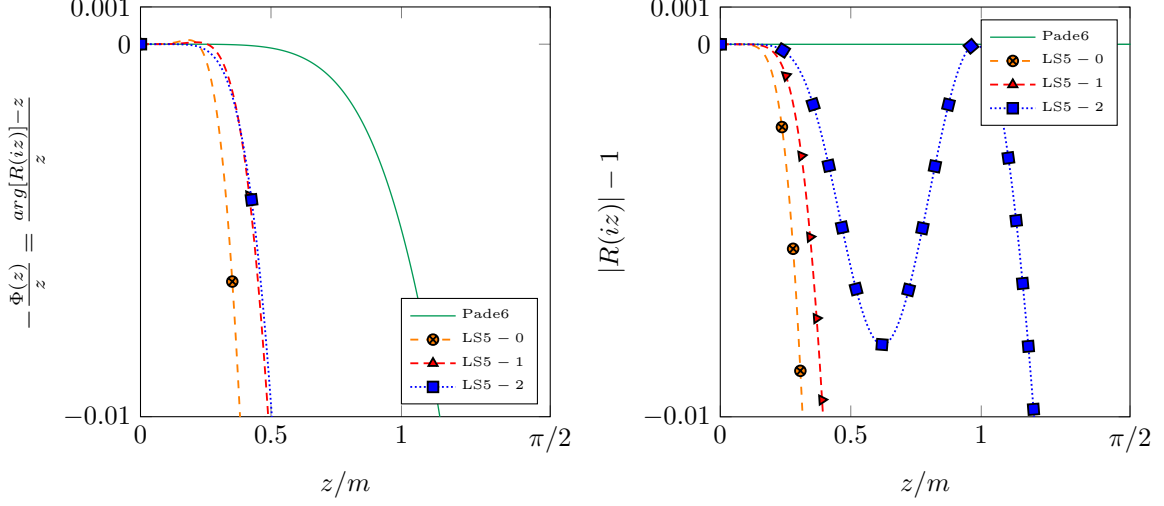 0.001
0
−0.01
0
0.5
1
π/2
z/m
−Φ(z)/z = arg[R(iz)]−z/z
Pade6
LS5 − 0
LS5 − 1
LS5 − 2
0.001
0
−0.01
0
0.5
1
π/2
z/m
|R(iz)| − 1
Pade6
LS5 − 0
LS5 − 1
LS5 − 2